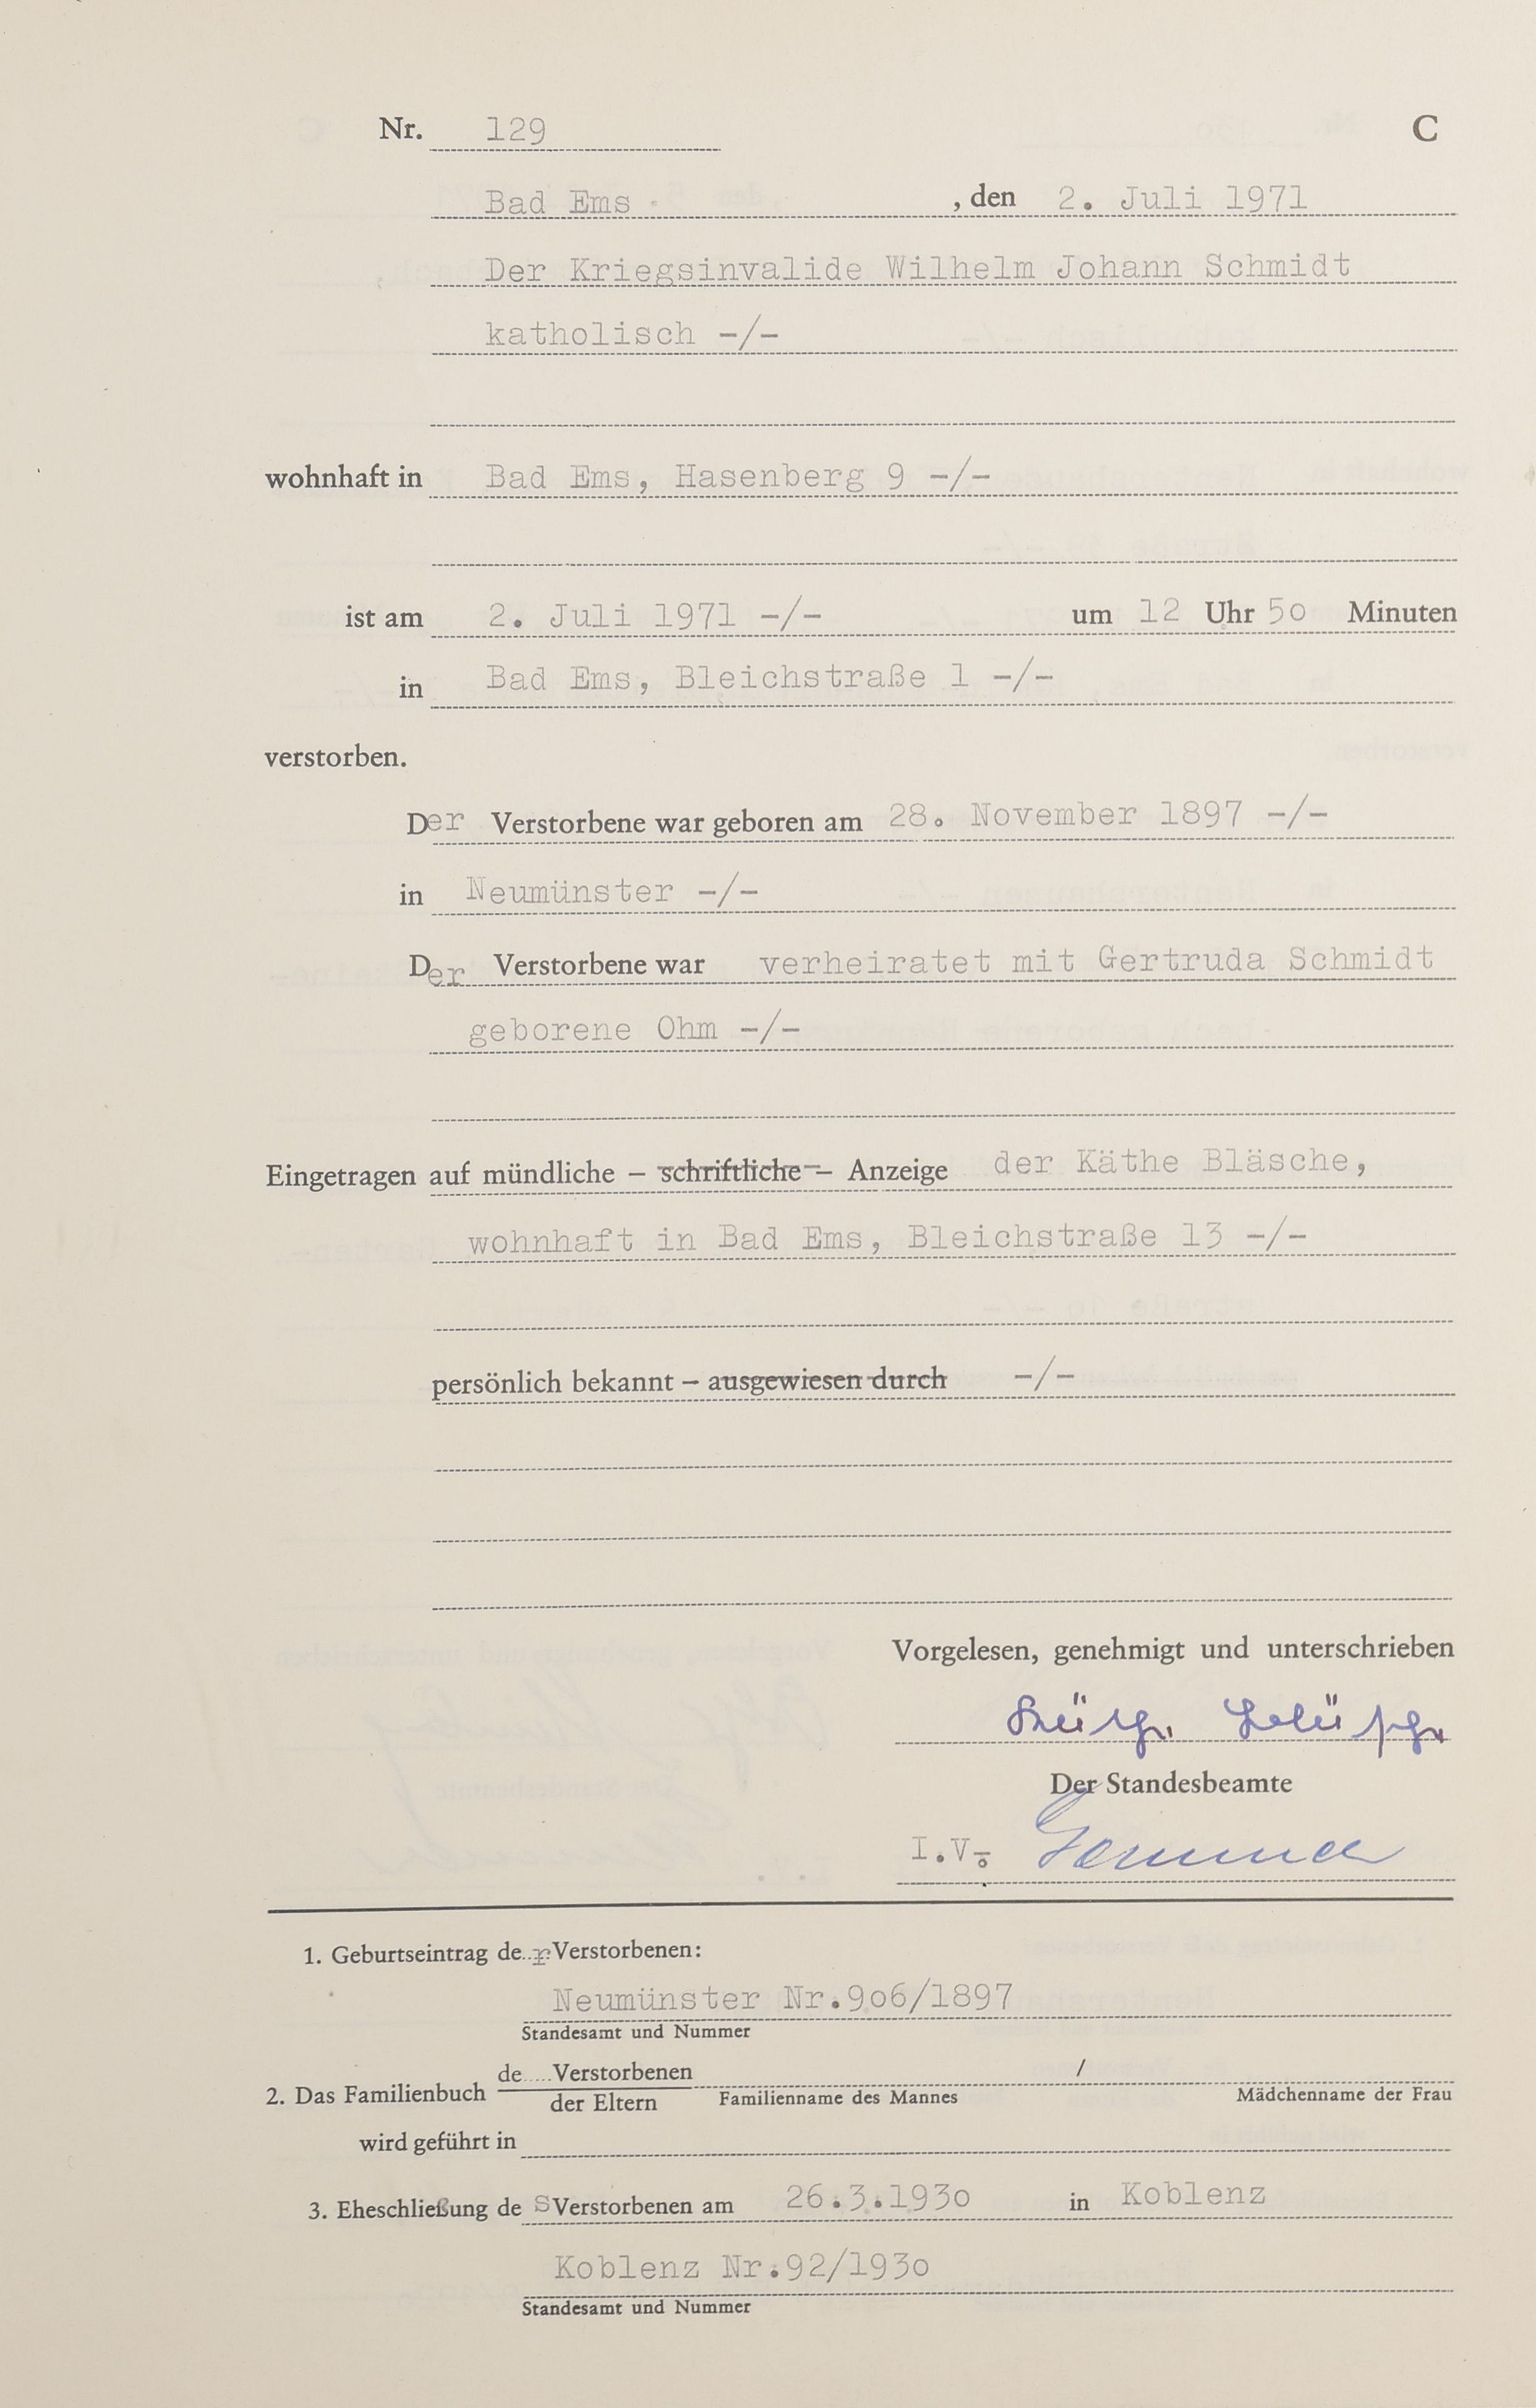 Nr. 129 C
Bad Ems , den 2. Juli 1971
Der Kriegsinvalide Wilhelm Johann Schmidt
katholisch -/-
wohnhaft in Bad Ems, Hasenberg 9 -/-
ist am 2. Juli 1971 -/- um 12 Uhr 50 Minuten
in Bad Ems, Bleichstraße 1 -/-
verstorben.
Der Verstorbene war geboren am 28. November 1897 -/-
in Neumünster -/-
Der Verstorbene war verheiratet mit Gertruda Schmidt
geborene Ohm -/-
Eingetragen auf mündliche – schriftliche – Anzeige der Käthe Bläsche,
wohnhaft in Bad Ems, Bleichstraße 13 -/-
persönlich bekannt – ausgewiesen durch -/-
Vorgelesen, genehmigt und unterschrieben
Käthe Bläsche
Der Standesbeamte
I.V.
1. Geburtseintrag de..r Verstorbenen:
Neumünster Nr.906/1897
Standesamt und Nummer
2. Das Familienbuch de.....Verstorbenen /
der Eltern Familienname des Mannes Mädchenname der Frau
wird geführt in
3. Eheschließung de s Verstorbenen am 26.3.1930 in Koblenz
Koblenz Nr.92/1930
Standesamt und Nummer